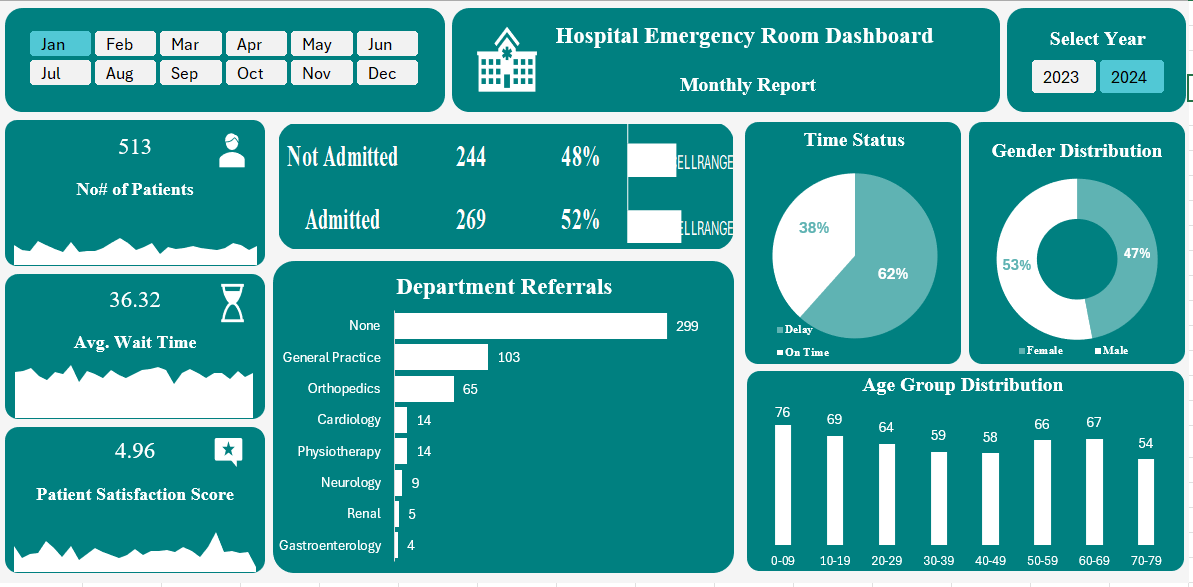 Jan Feb Mar Apr May Jun
Jul Aug Sep Oct Nov Dec
Hospital Emergency Room Dashboard
Monthly Report
Select Year
2023 2024
513
No# of Patients
36.32
Avg. Wait Time
4.96
Patient Satisfaction Score
Not Admitted 244 48% ELLRANGE
Admitted 269 52% ELLRANGE
Department Referrals
None 299
General Practice 103
Orthopedics 65
Cardiology 14
Physiotherapy 14
Neurology 9
Renal 5
Gastroenterology 4
Time Status
38%
62%
Delay
On Time
Gender Distribution
53% 47%
Female Male
Age Group Distribution
76 69 64 59 58 66 67 54
0-09 10-19 20-29 30-39 40-49 50-59 60-69 70-79